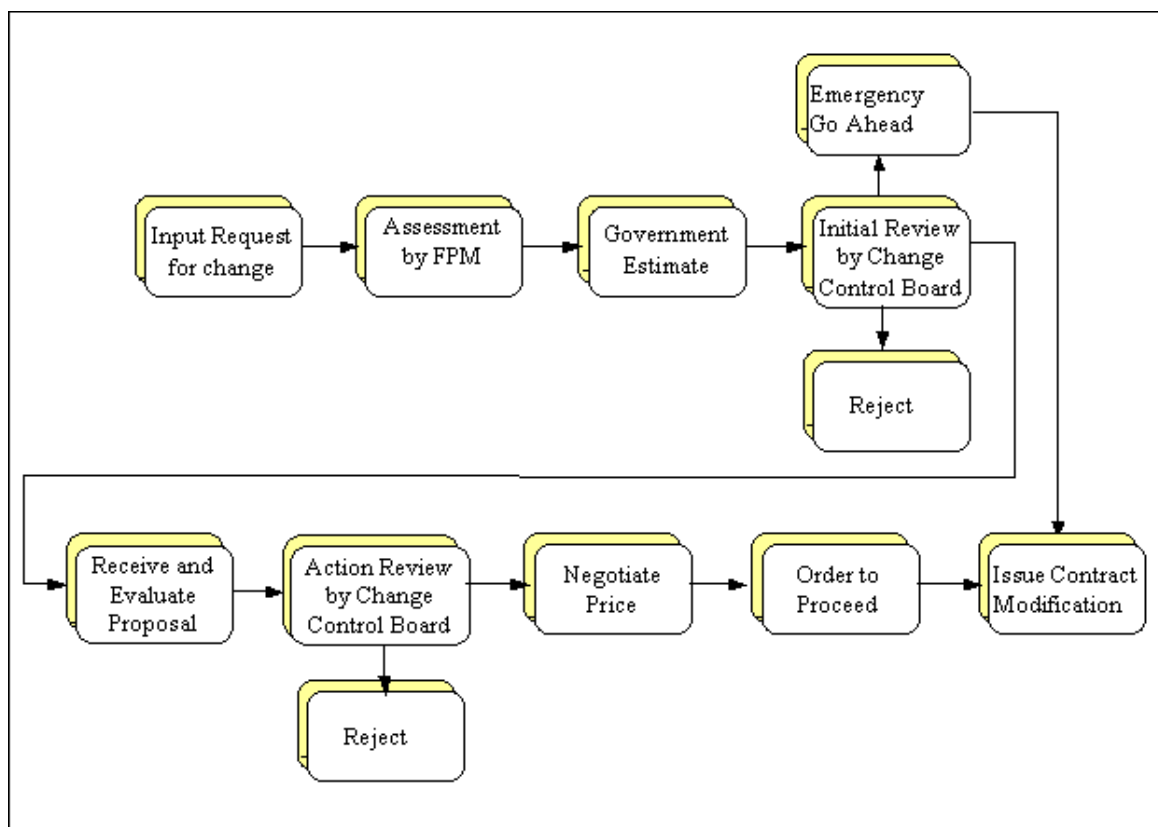 Emergency
Go Ahead
Input Request
for change
Assessment
by FPM
Government
Estimate
Initial Review
by Change
Control Board
Reject
Receive and
Evaluate
Proposal
Action Review
by Change
Control Board
Negotiate
Price
Order to
Proceed
Issue Contract
Modification
Reject